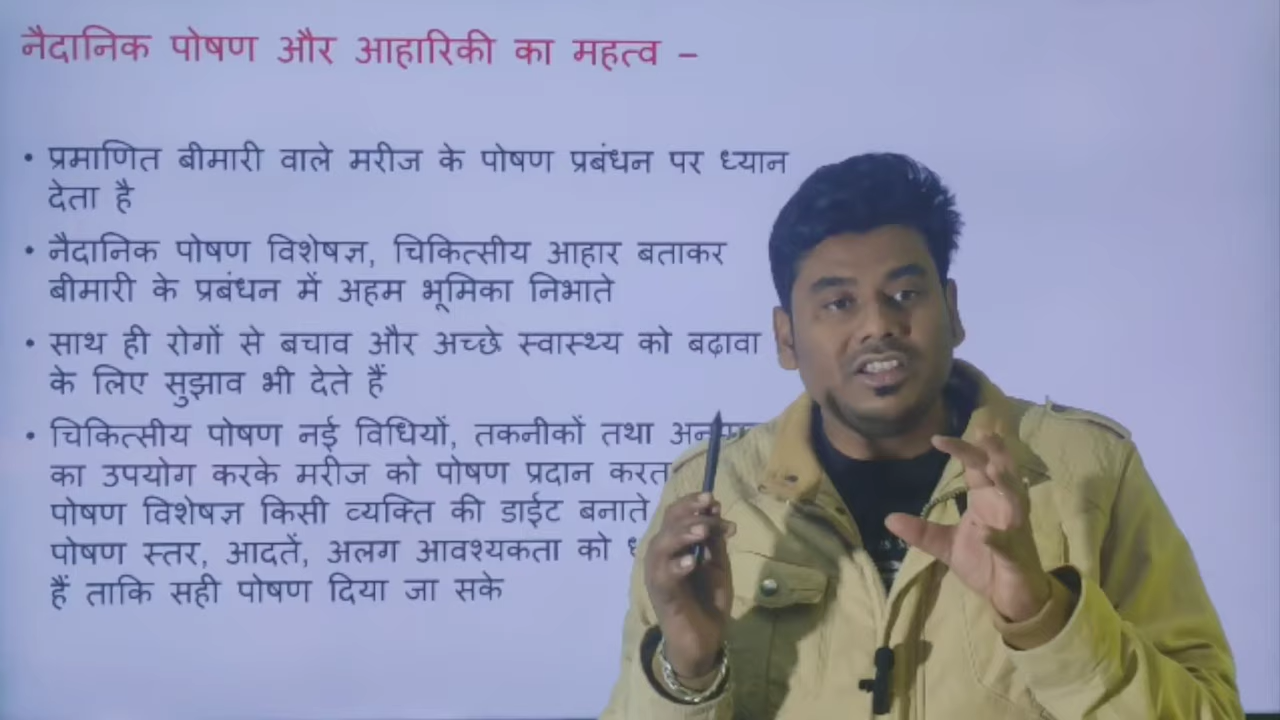 नैदानिक पोषण और आहारिकी का महत्व –
• प्रमाणित बीमारी वाले मरीज के पोषण प्रबंधन पर ध्यान
देता है
• नैदानिक पोषण विशेषज्ञ, चिकित्सीय आहार बताकर
बीमारी के प्रबंधन में अहम भूमिका निभाते
• साथ ही रोगों से बचाव और अच्छे स्वास्थ्य को बढ़ावा
के लिए सुझाव भी देते हैं
• चिकित्सीय पोषण नई विधियों, तकनीकों तथा
का उपयोग करके मरीज को पोषण प्रदान
पोषण विशेषज्ञ किसी व्यक्ति की डाईट बनाते
पोषण स्तर, आदतें, अलग आवश्यकता को
हैं ताकि सही पोषण दिया जा सके